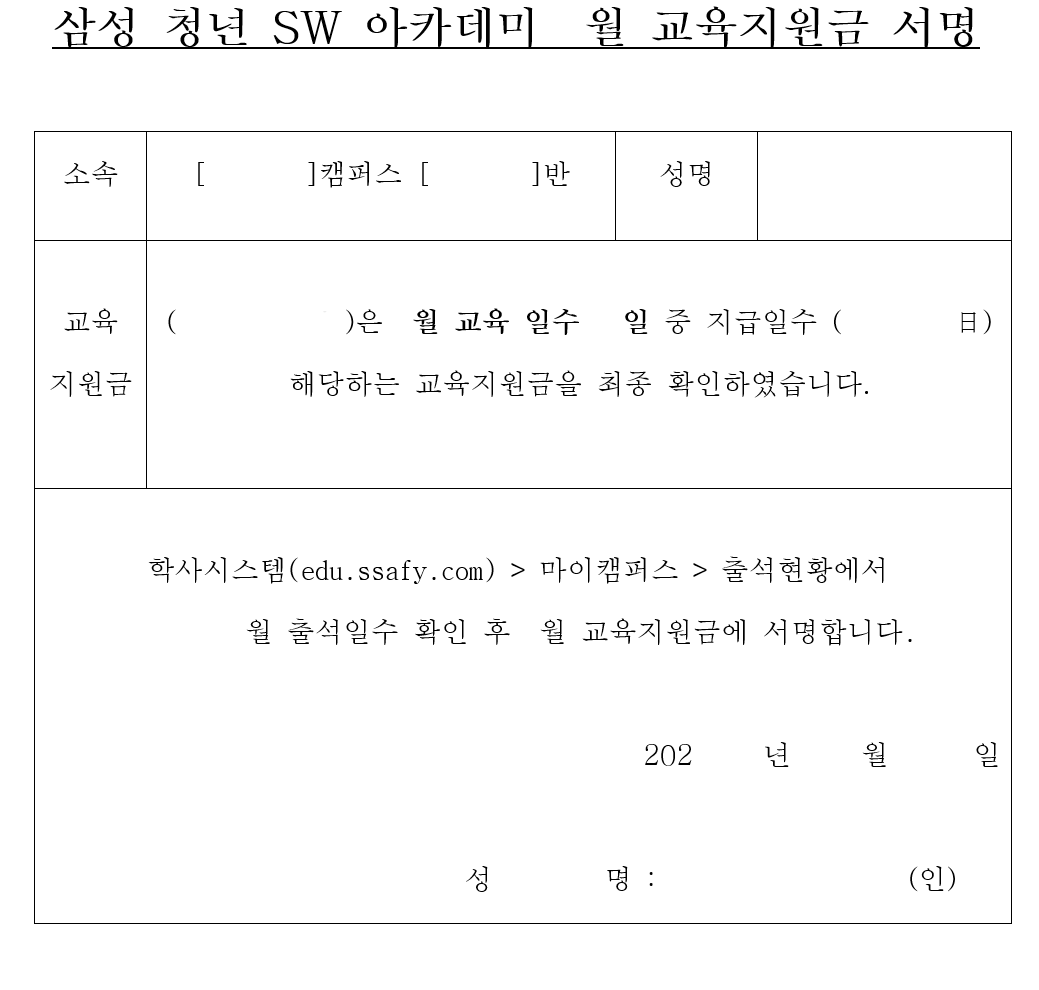 삼성 청년 SW 아카데미 월 교육지원금 서명
소속 [ ]캠퍼스 [ ]반 성명
교육 지원금
( )은 월 교육 일수 일 중 지급일수 ( 日)
해당하는 교육지원금을 최종 확인하였습니다.
학사시스템(edu.ssafy.com) > 마이캠퍼스 > 출석현황에서
월 출석일수 확인 후 월 교육지원금에 서명합니다.
202 년 월 일
성 명 : (인)